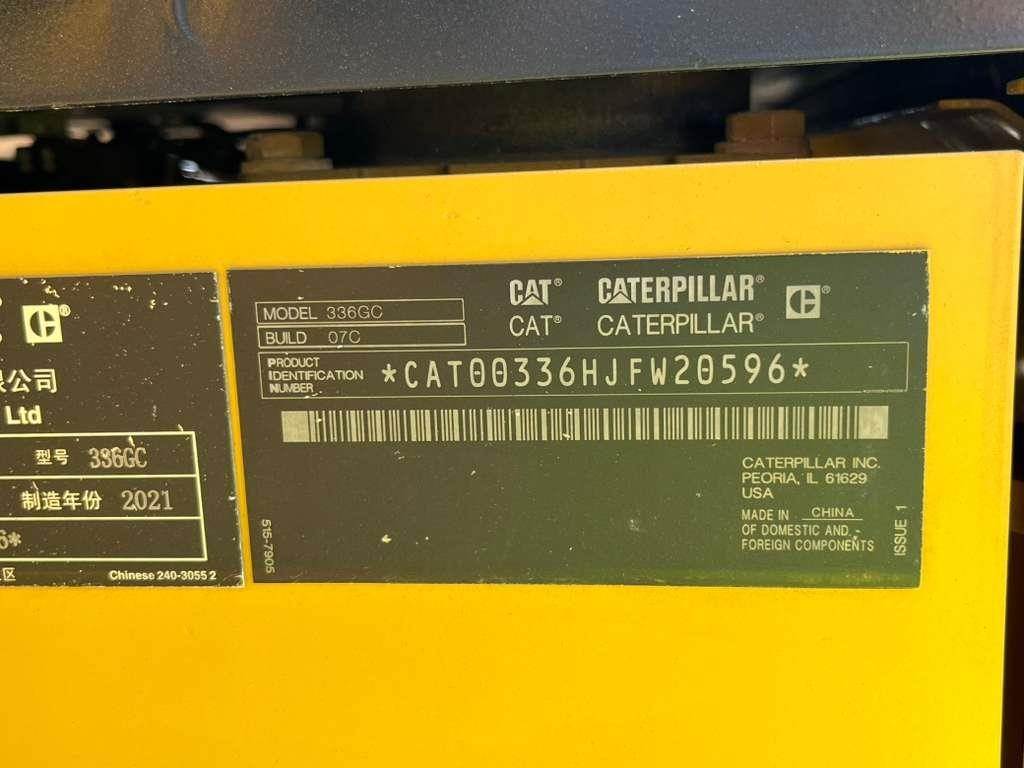 限公司
Ltd
型号 336GC
制造年份 2021
6*
区
Chinese 240-3055 2
CAT® CATERPILLAR®
CAT® CATERPILLAR®
MODEL 336GC
BUILD 07C
PRODUCT
IDENTIFICATION
NUMBER
*CAT00336HJFW20596*
CATERPILLAR INC.
PEORIA, IL 61629
USA
MADE IN CHINA
OF DOMESTIC AND
FOREIGN COMPONENTS
515-7905
ISSUE 1